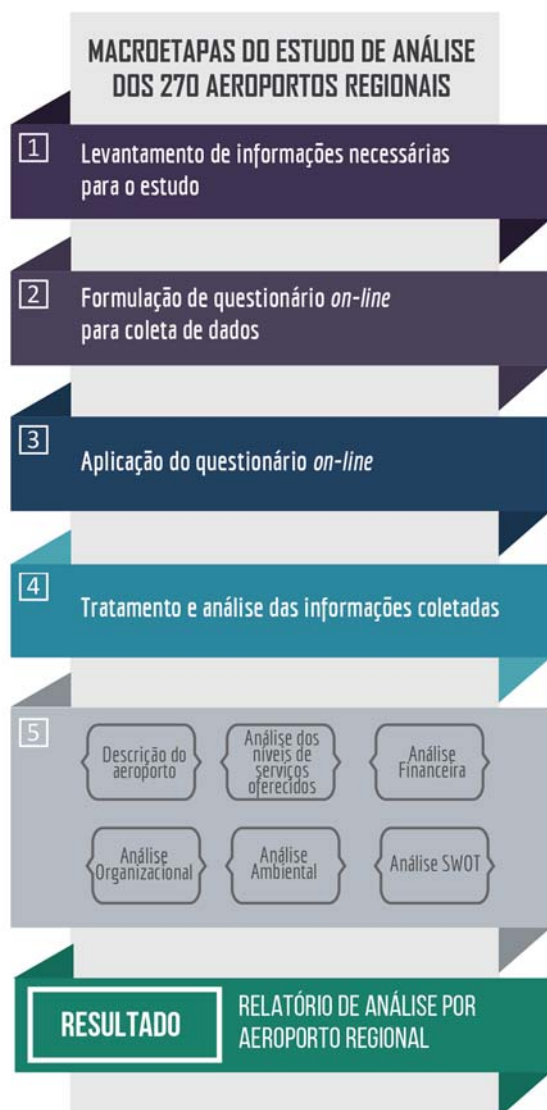 MACROETAPAS DO ESTUDO DE ANÁLISE
DOS 270 AEROPORTOS REGIONAIS
1
Levantamento de informações necessárias
para o estudo
2
Formulação de questionário on-line
para coleta de dados
3
Aplicação do questionário on-line
4
Tratamento e análise das informações coletadas
5
Descrição do
aeroporto
Análise dos
níveis de
serviços
oferecidos
Análise
Financeira
Análise
Organizacional
Análise
Ambiental
Análise SWOT
RESULTADO
RELATÓRIO DE ANÁLISE POR
AEROPORTO REGIONAL